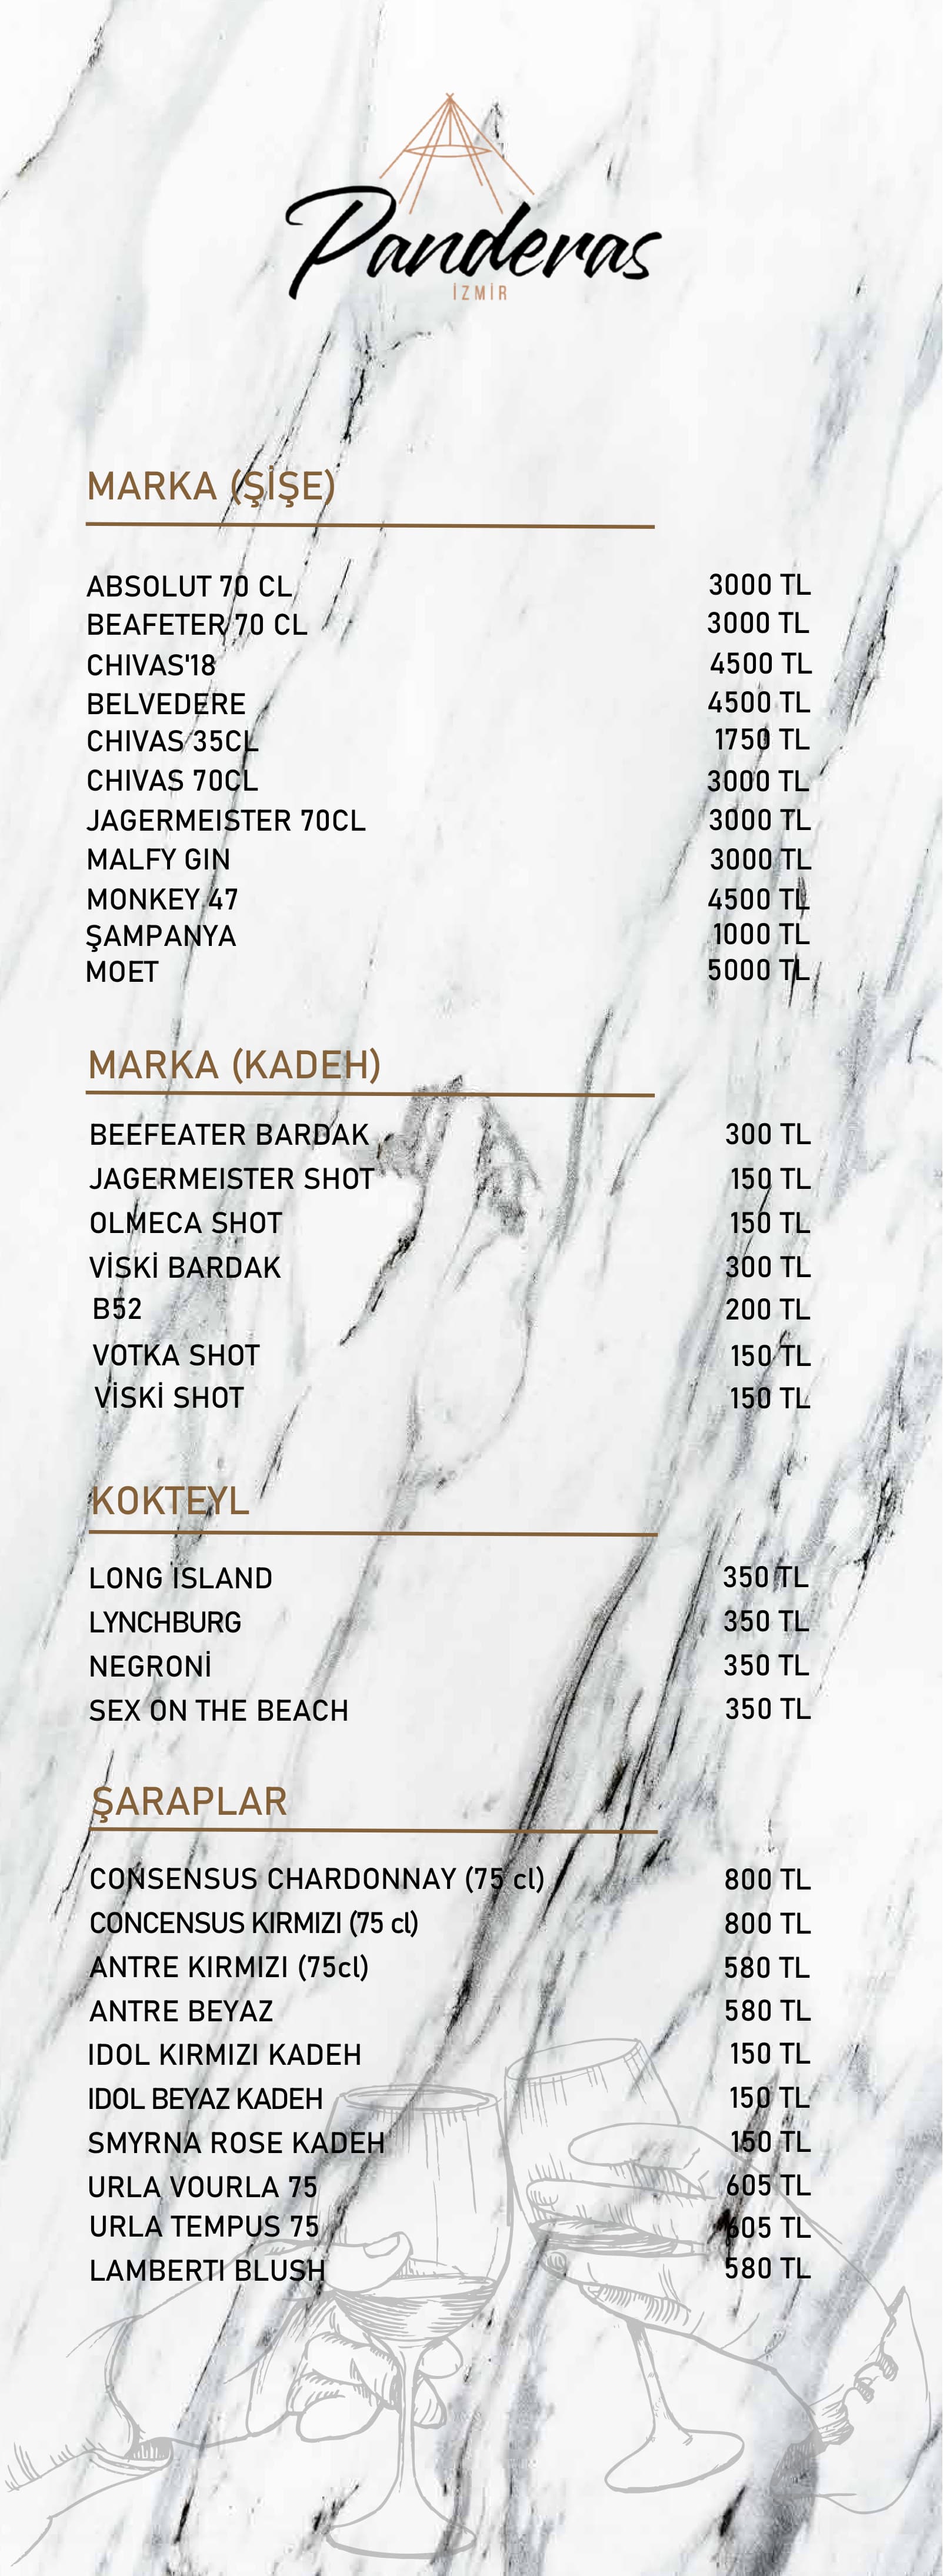 Panderas
İZMİR
MARKA (ŞİŞE)
ABSOLUT 70 CL 3000 TL
BEAFETER 70 CL 3000 TL
CHIVAS'18 4500 TL
BELVEDERE 4500 TL
CHIVAS 35CL 1750 TL
CHIVAS 70CL 3000 TL
JAGERMEISTER 70CL 3000 TL
MALFY GIN 3000 TL
MONKEY 47 4500 TL
ŞAMPANYA 1000 TL
MOET 5000 TL
MARKA (KADEH)
BEEFEATER BARDAK 300 TL
JAGERMEISTER SHOT 150 TL
OLMECA SHOT 150 TL
VİSKİ BARDAK 300 TL
B52 200 TL
VOTKA SHOT 150 TL
VİSKİ SHOT 150 TL
KOKTEYL
LONG İSLAND 350 TL
LYNCHBURG 350 TL
NEGRONİ 350 TL
SEX ON THE BEACH 350 TL
ŞARAPLAR
CONSENSUS CHARDONNAY (75 cl) 800 TL
CONCENSUS KIRMIZI (75 cl) 800 TL
ANTRE KIRMIZI (75cl) 580 TL
ANTRE BEYAZ 580 TL
IDOL KIRMIZI KADEH 150 TL
IDOL BEYAZ KADEH 150 TL
SMYRNA ROSE KADEH 150 TL
URLA VOURLA 75 605 TL
URLA TEMPUS 75 605 TL
LAMBERTI BLUSH 580 TL